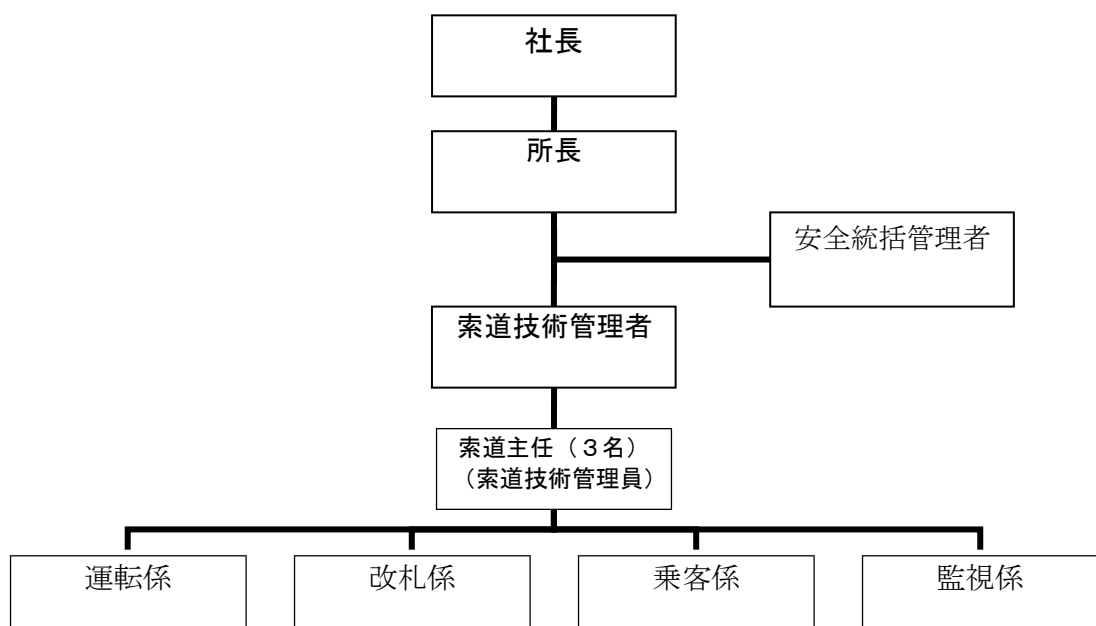 社長
所長
安全統括管理者
索道技術管理者
索道主任（３名）
（索道技術管理員）
運転係
改札係
乗客係
監視係